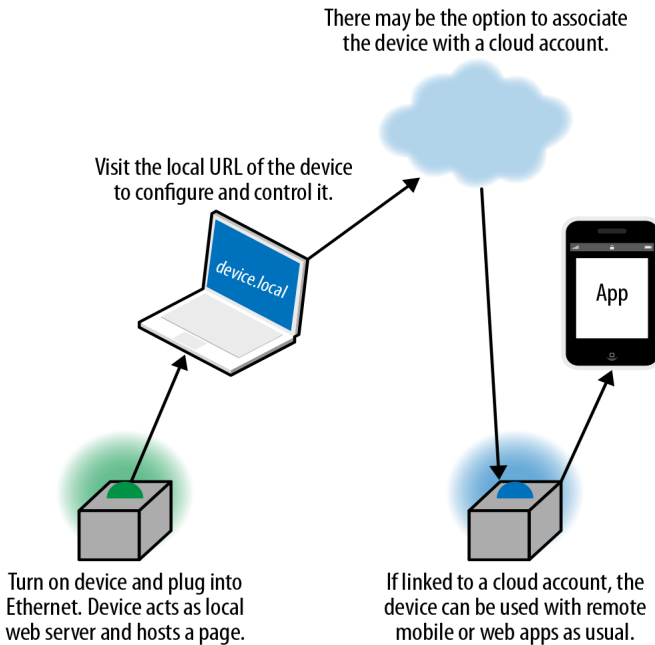 There may be the option to associate
the device with a cloud account.
Visit the local URL of the device
to configure and control it.
device.local
App
Turn on device and plug into
Ethernet. Device acts as local
web server and hosts a page.
If linked to a cloud account, the
device can be used with remote
mobile or web apps as usual.